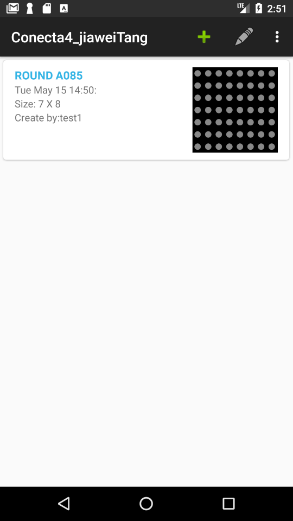 LTE 2:51
Conecta4_jiaweiTang
ROUND A085
Tue May 15 14:50:
Size: 7 X 8
Create by:test1